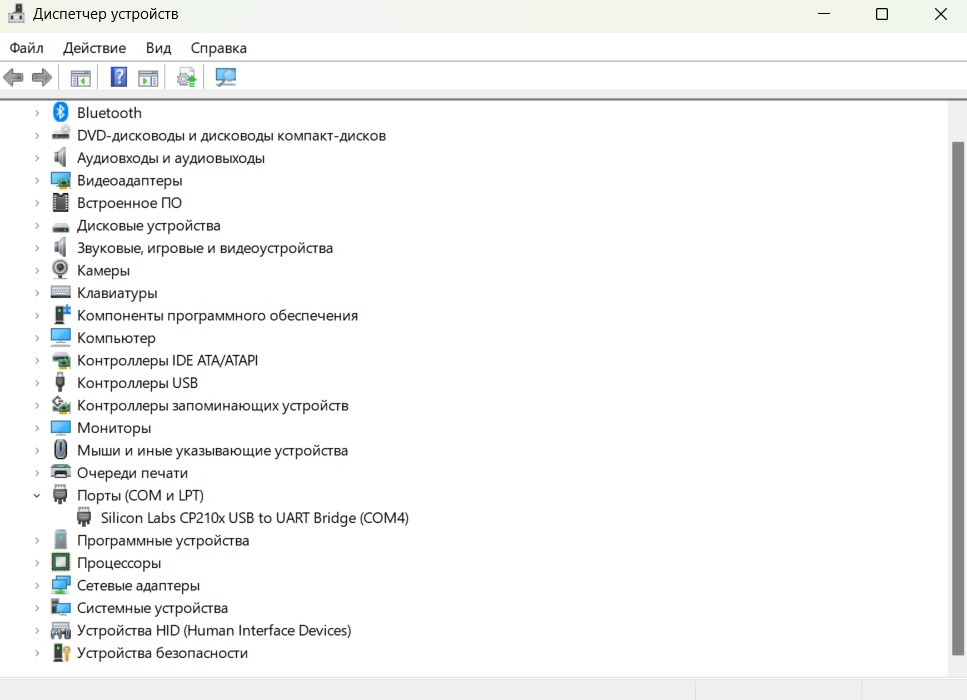 Диспетчер устройств
Файл Действие Вид Справка
Bluetooth
DVD-дисководы и дисководы компакт-дисков
Аудиовходы и аудиовыходы
Видеоадаптеры
Встроенное ПО
Дисковые устройства
Звуковые, игровые и видеоустройства
Камеры
Клавиатуры
Компоненты программного обеспечения
Компьютер
Контроллеры IDE ATA/ATAPI
Контроллеры USB
Контроллеры запоминающих устройств
Мониторы
Мыши и иные указывающие устройства
Очереди печати
Порты (COM и LPT)
Silicon Labs CP210x USB to UART Bridge (COM4)
Программные устройства
Процессоры
Сетевые адаптеры
Системные устройства
Устройства HID (Human Interface Devices)
Устройства безопасности